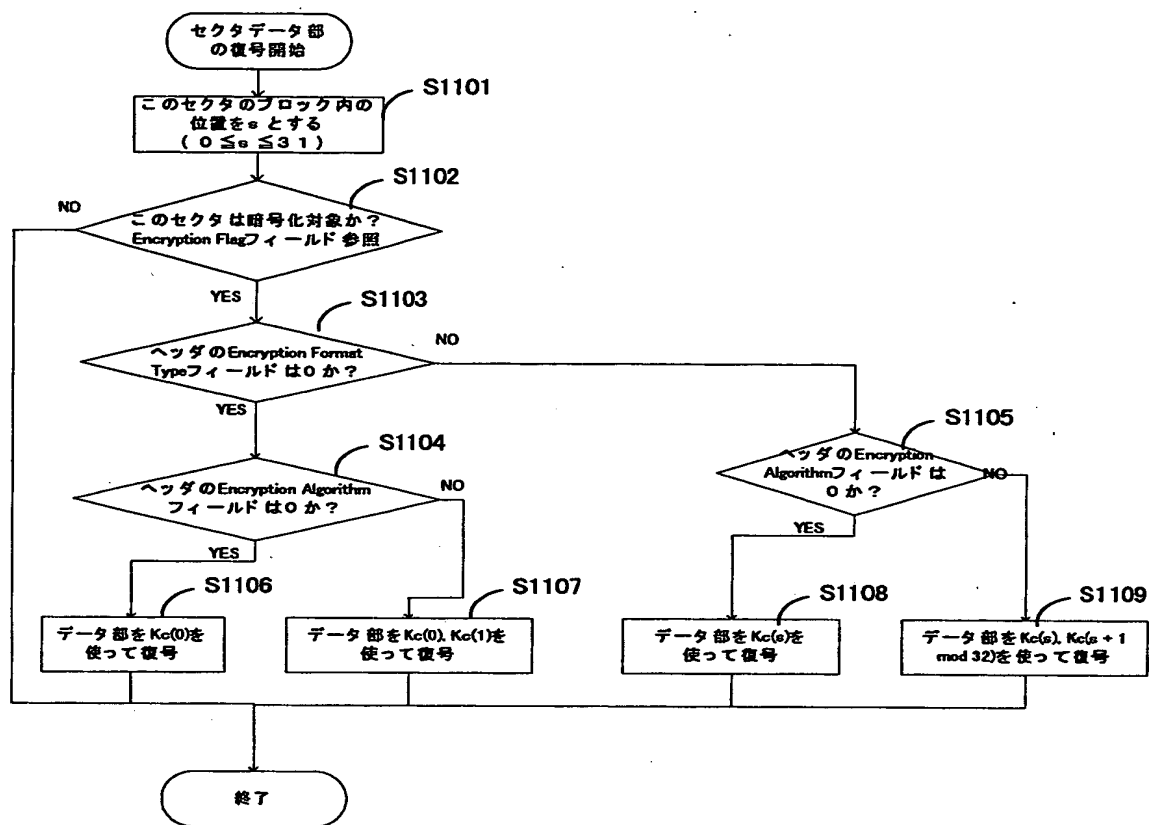 セクタデータ部
の復号開始
S1101
このセクタのブロック内の
位置をsとする
(0≦s≦31)
S1102
NO
このセクタは暗号化対象か?
Encryption Flagフィールド参照
YES
S1103
NO
ヘッダのEncryption Format
Typeフィールドは0か?
YES
S1104
S1105
ヘッダのEncryption Algorithm
フィールドは0か?
NO
ヘッダのEncryption
Algorithmフィールドは
0か?
NO
YES
YES
S1106
S1107
S1108
S1109
データ部をKc(0)を
使って復号
データ部をKc(0), Kc(1)を
使って復号
データ部をKc(s)を
使って復号
データ部をKc(s), Kc(s + 1
mod 32)を使って復号
終了